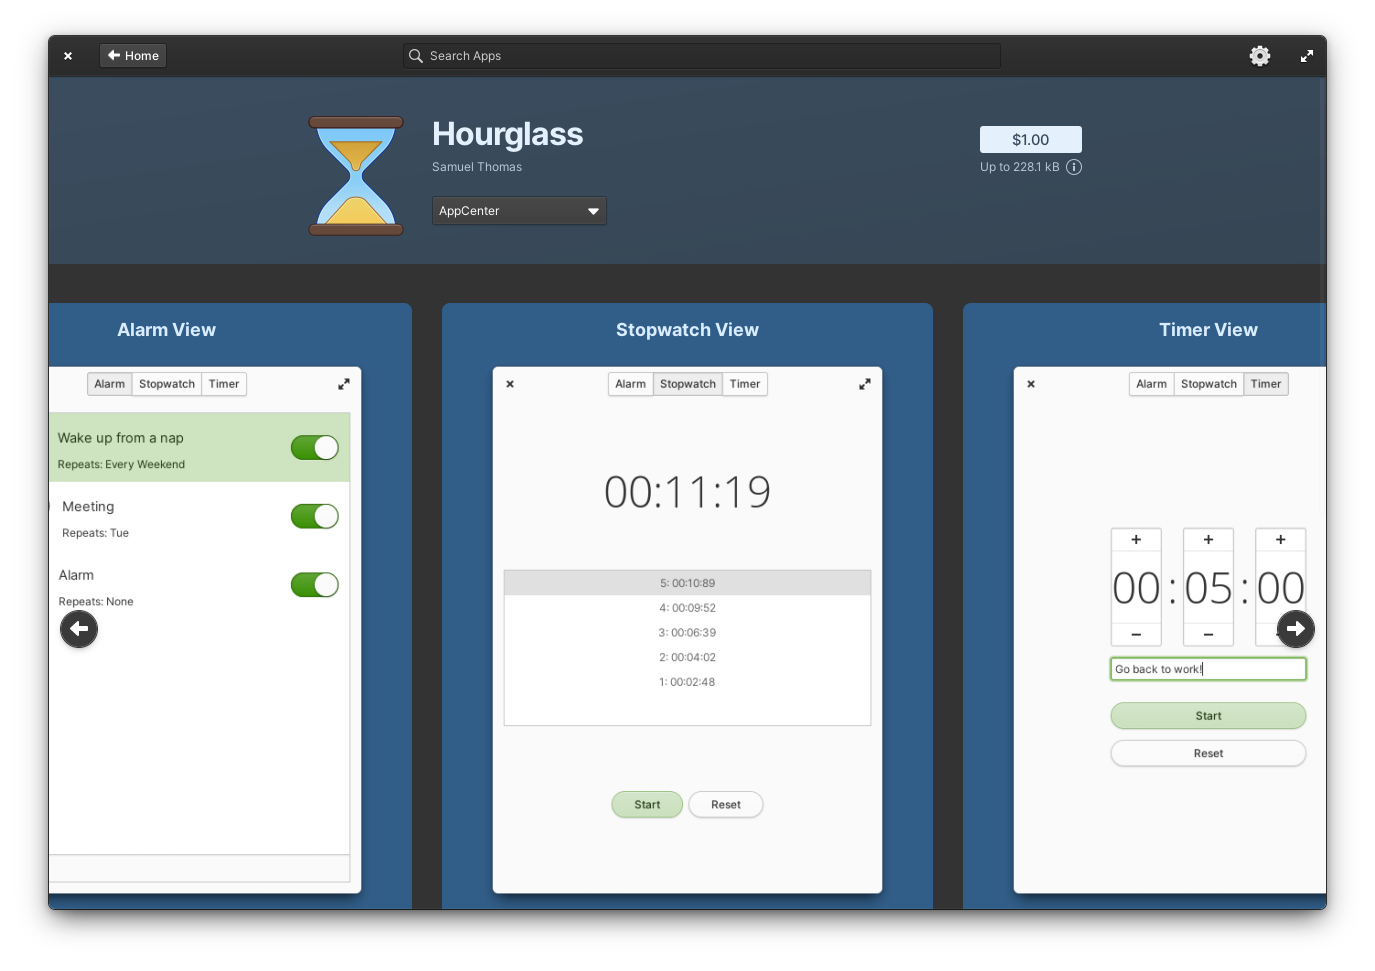 Home
Search Apps
Hourglass
Samuel Thomas
AppCenter
$1.00
Up to 228.1 kB
Alarm View
Alarm Stopwatch Timer
Wake up from a nap
Repeats: Every Weekend
Meeting
Repeats: Tue
Alarm
Repeats: None
Stopwatch View
Alarm Stopwatch Timer
00:11:19
5: 00:10:89
4: 00:09:52
3: 00:06:39
2: 00:04:02
1: 00:02:48
Start Reset
Timer View
Alarm Stopwatch Timer
+ + +
00 : 05 : 00
− − −
Go back to work!
Start
Reset